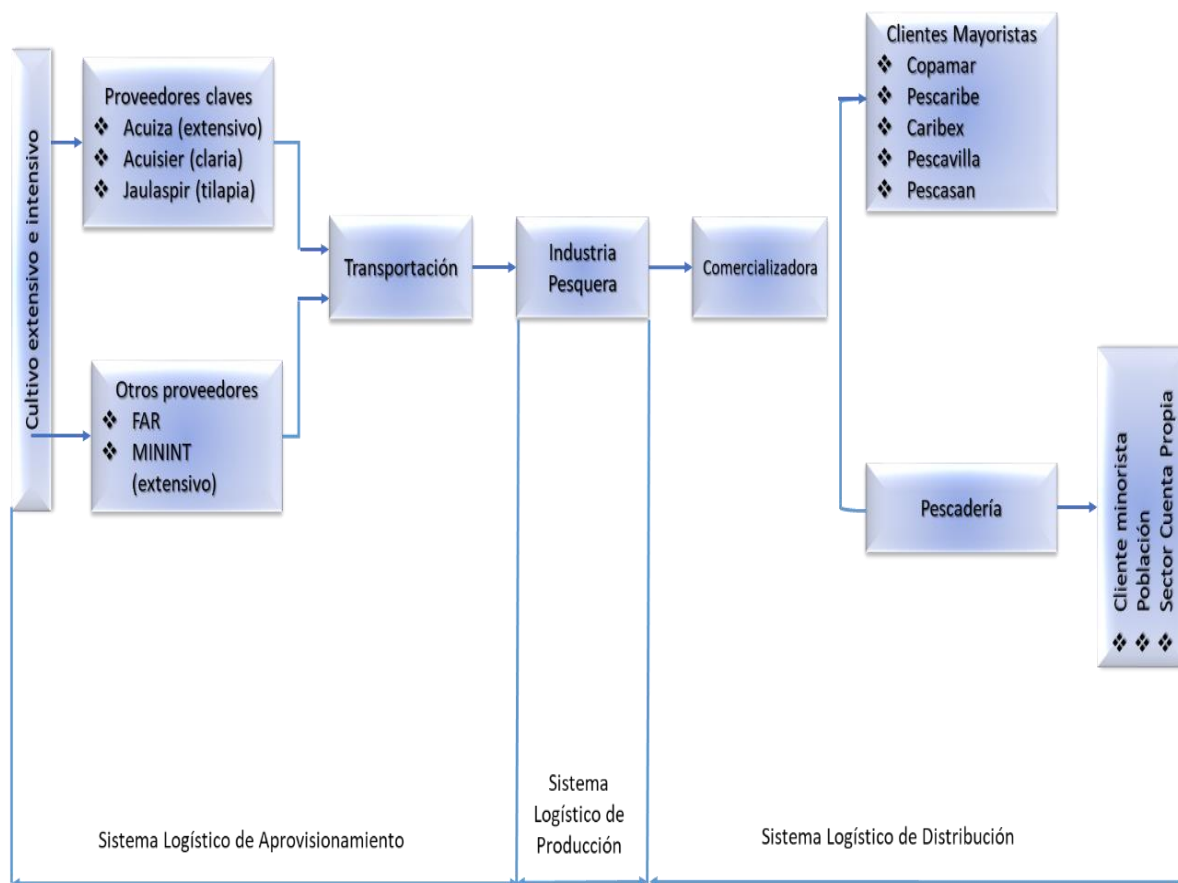 Cultivo extensivo e intensivo
Proveedores claves
❖ Acuiza (extensivo)
❖ Acuisier (claria)
❖ Jaulaspir (tilapia)
Otros proveedores
❖ FAR
❖ MININT
(extensivo)
Transportación
Industria
Pesquera
Comercializadora
Clientes Mayoristas
❖ Copamar
❖ Pescaribe
❖ Caribex
❖ Pescavilla
❖ Pescasan
Pescadería
❖ Cliente minorista
❖ Población
❖ Sector Cuenta Propia
Sistema Logístico de Aprovisionamiento
Sistema
Logístico de
Producción
Sistema Logístico de Distribución